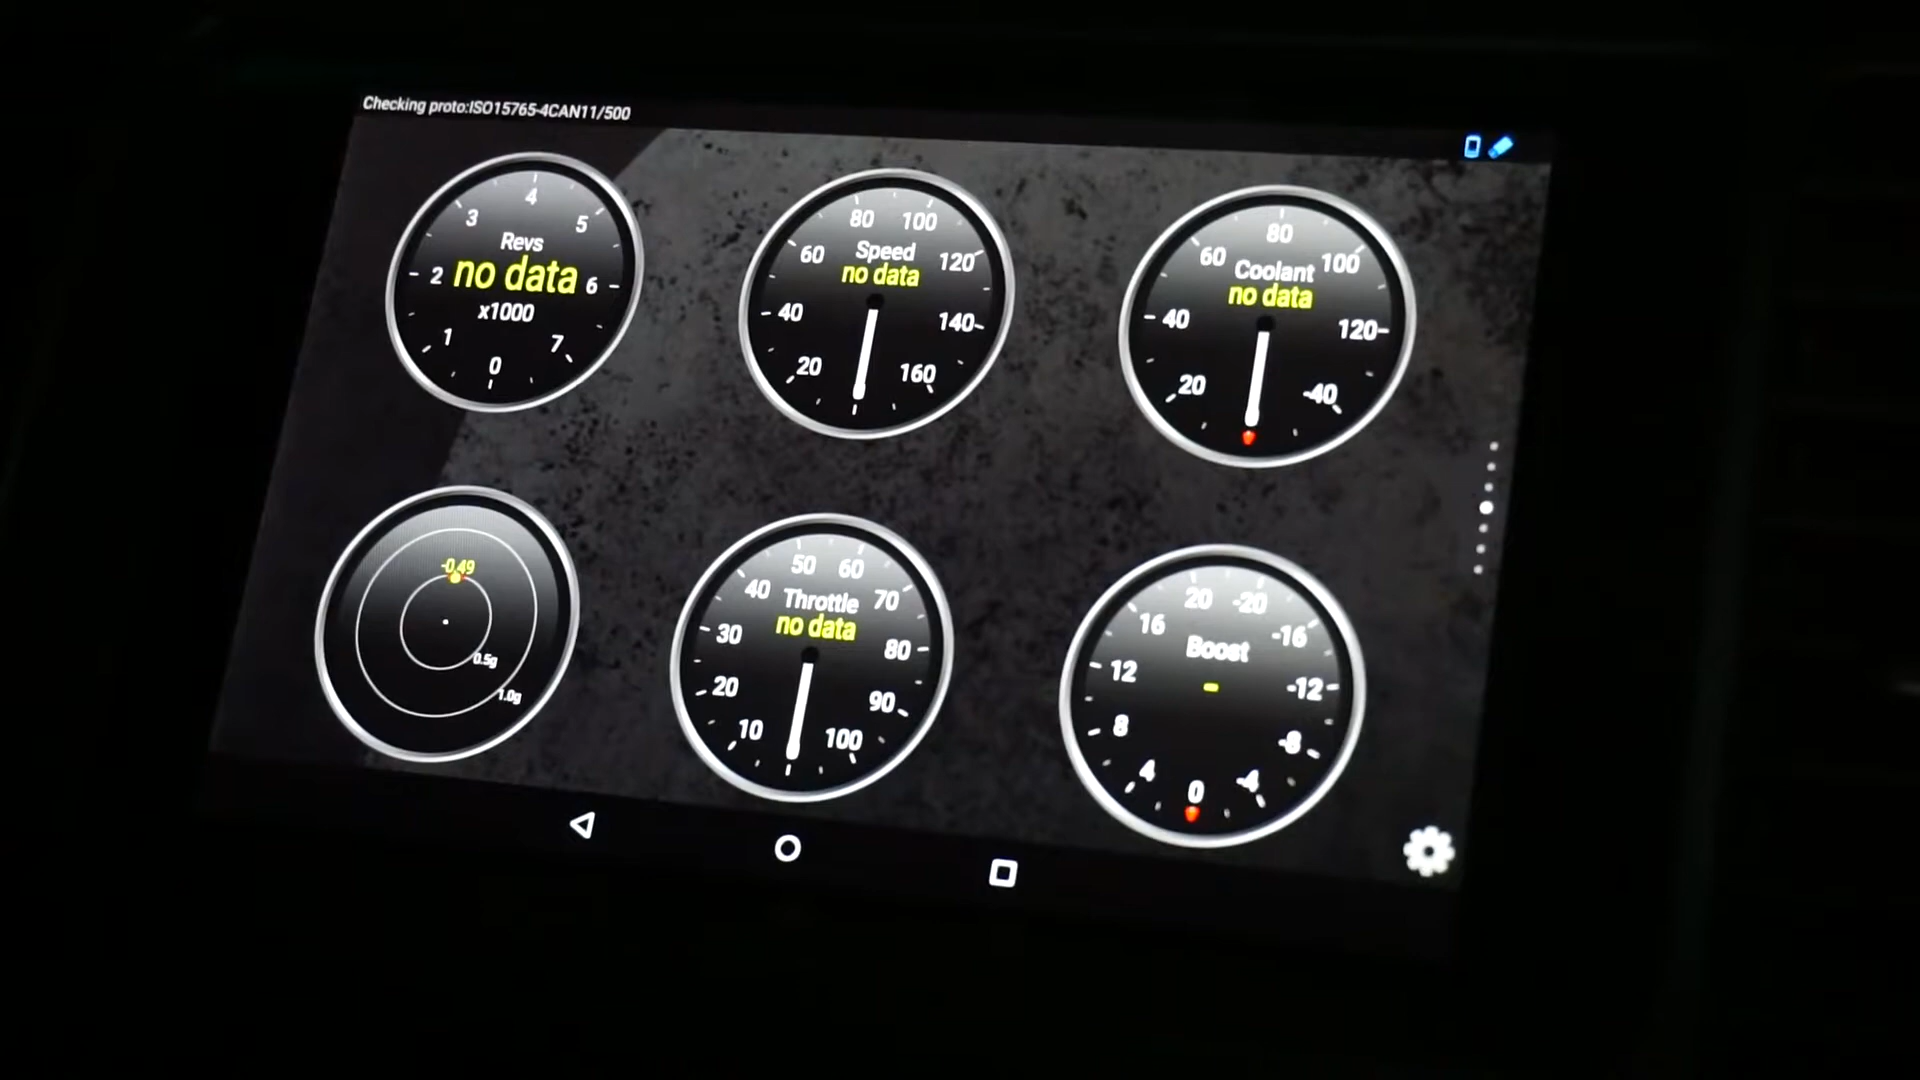 Checking proto:ISO15765-4CAN11/500
0 1 2 3 4 5 6 7
Revs
no data
x1000
20 40 60 80 100 120 140 160
Speed
no data
20 40 60 80 100 120 -40
Coolant
no data
-0.49
0.5g
1.0g
10 20 30 40 50 60 70 80 90 100
Throttle
no data
0 4 8 12 16 20 -20 -16 -12 -8 -4
Boost
-